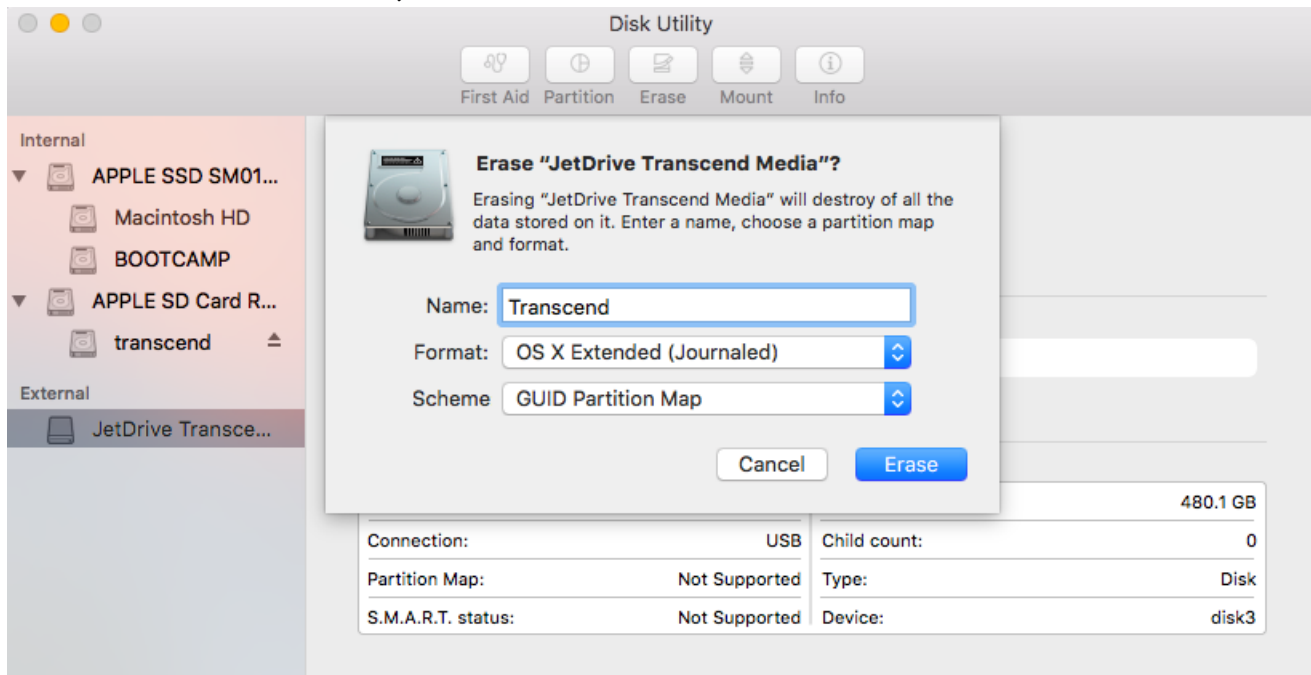 Disk Utility
First Aid Partition Erase Mount Info
Internal
APPLE SSD SM01...
Macintosh HD
BOOTCAMP
APPLE SD Card R...
transcend
External
JetDrive Transce...
Erase “JetDrive Transcend Media”?
Erasing “JetDrive Transcend Media” will destroy of all the
data stored on it. Enter a name, choose a partition map
and format.
Name: Transcend
Format: OS X Extended (Journaled)
Scheme GUID Partition Map
Cancel Erase
480.1 GB
Connection: USB Child count: 0
Partition Map: Not Supported Type: Disk
S.M.A.R.T. status: Not Supported Device: disk3